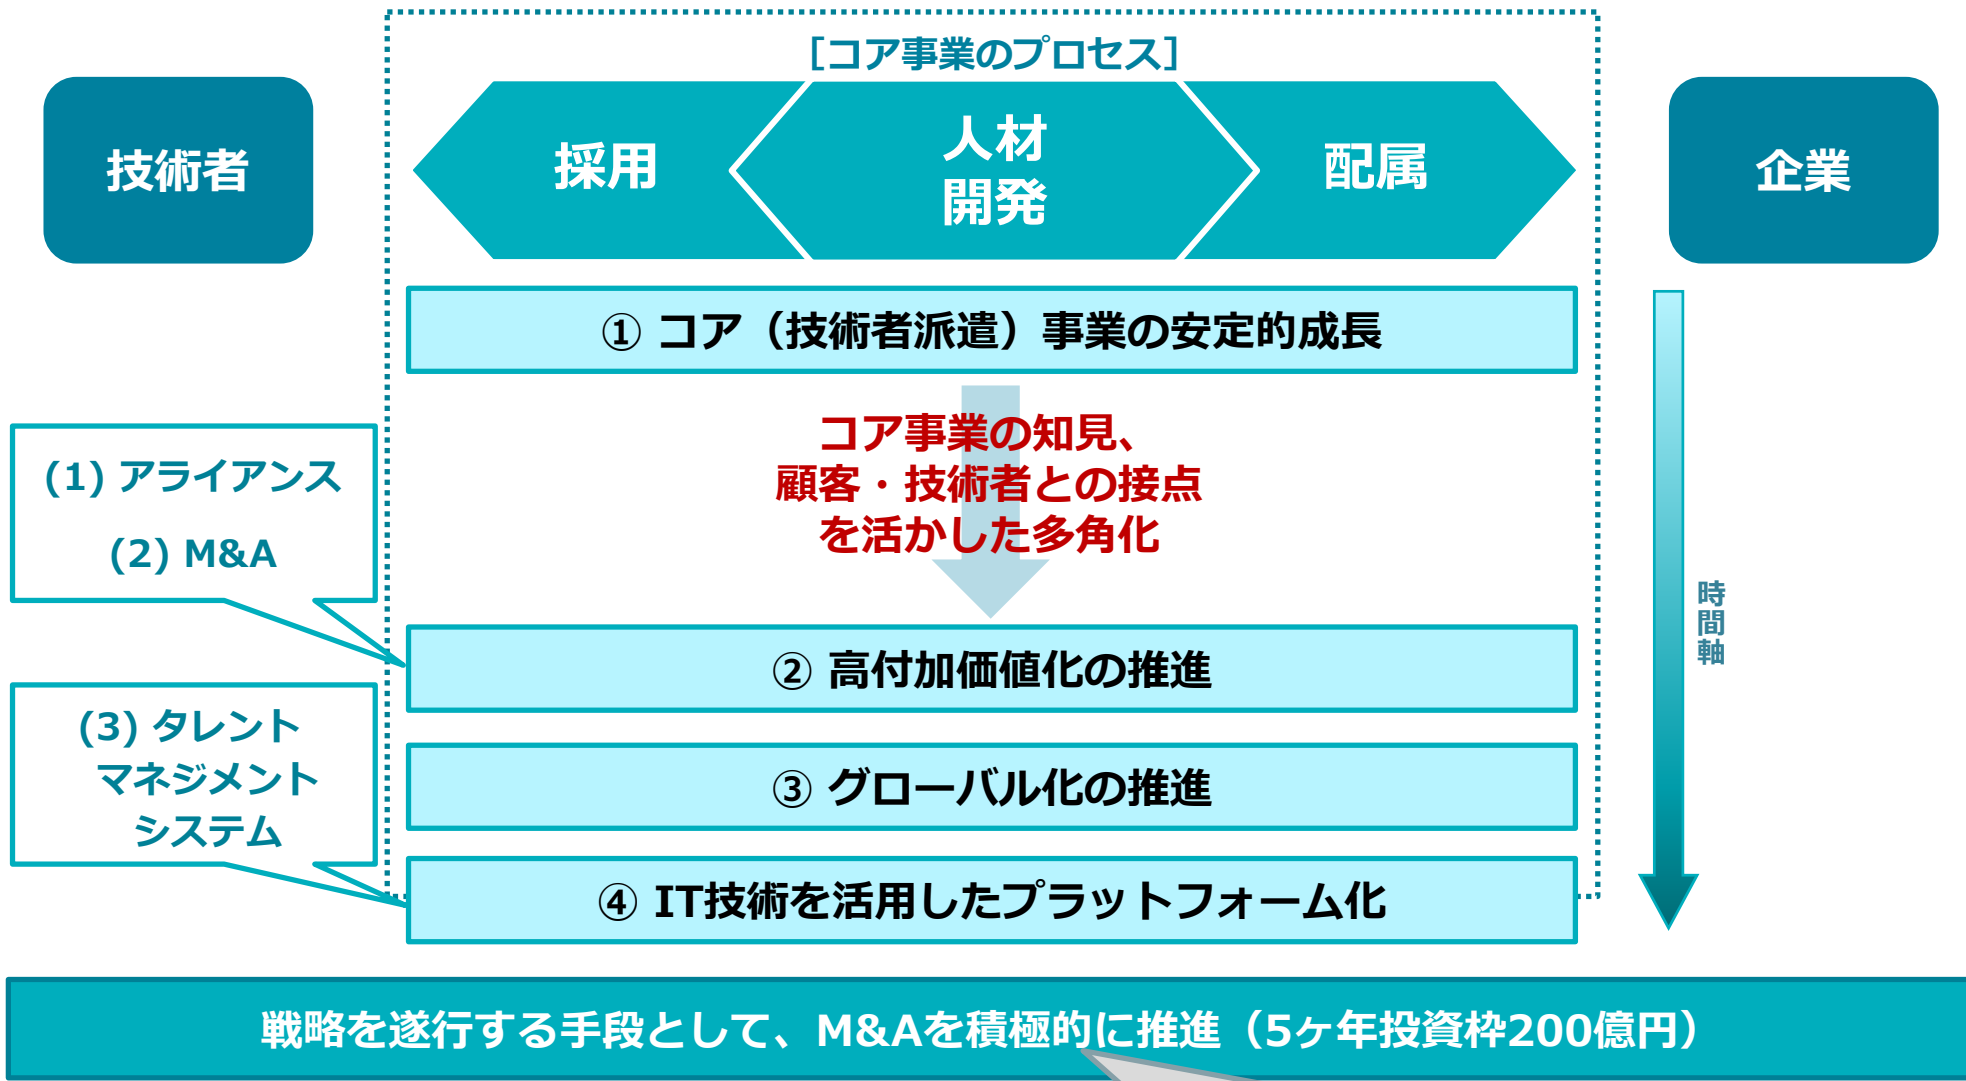 [コア事業のプロセス]
技術者
採用
人材
開発
配属
企業
① コア（技術者派遣）事業の安定的成長
コア事業の知見、
顧客・技術者との接点
を活かした多角化
(1) アライアンス
(2) M&A
② 高付加価値化の推進
(3) タレント
マネジメント
システム
③ グローバル化の推進
④ IT技術を活用したプラットフォーム化
時間軸
戦略を遂行する手段として、M&Aを積極的に推進（5ヶ年投資枠200億円）